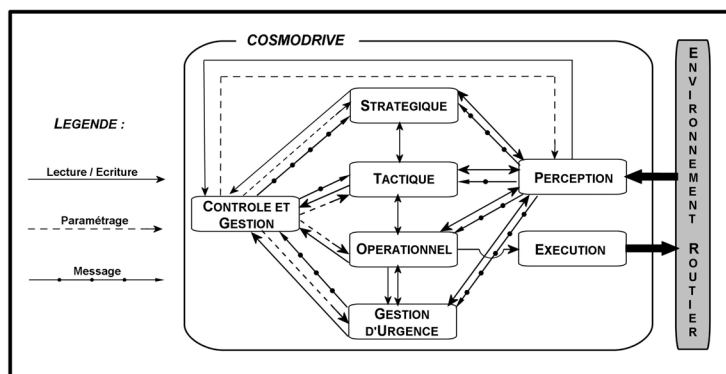 COSMODRIVE
LEGENDE :
Lecture / Ecriture
Paramétrage
Message
STRATEGIQUE
TACTIQUE
CONTROLE ET
GESTION
OPERATIONNEL
GESTION
D'URGENCE
PERCEPTION
EXECUTION
ENVIRONNEMENT ROUTIER